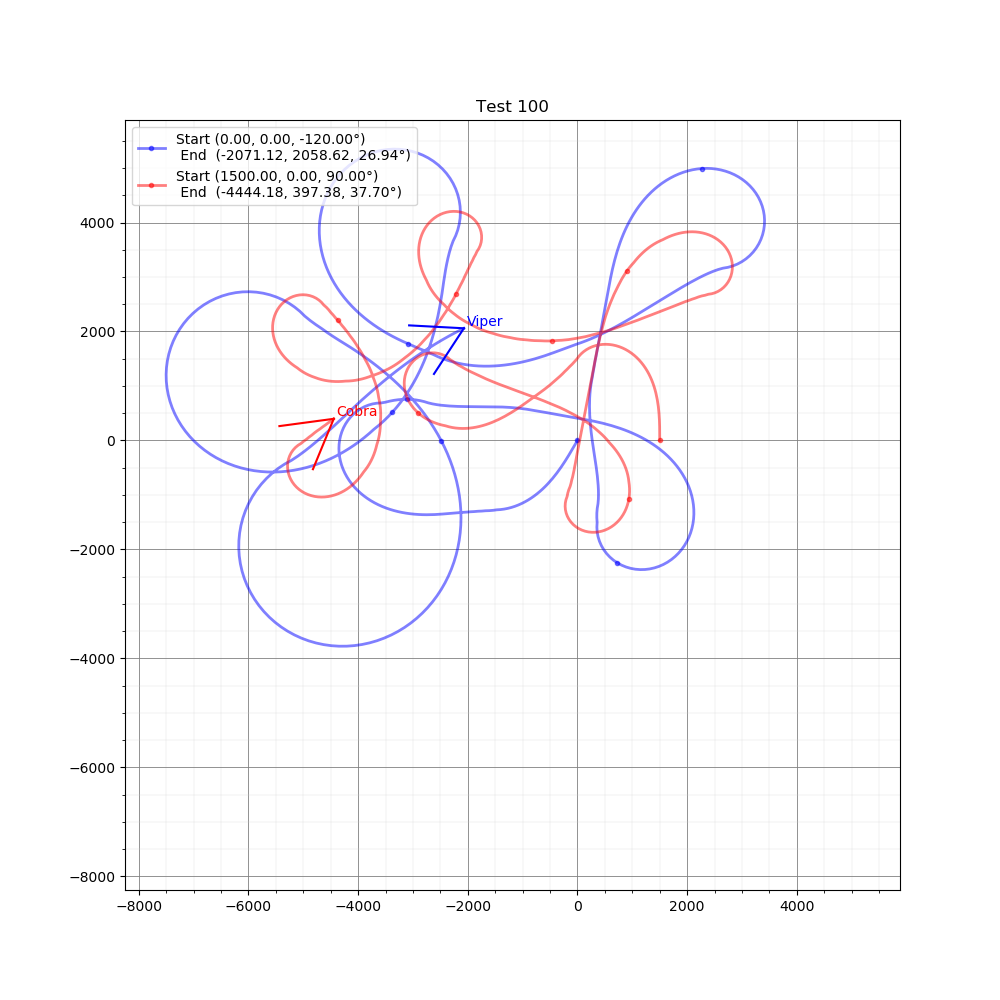 Test 100
Start (0.00, 0.00, -120.00°)
End  (-2071.12, 2058.62, 26.94°)
Start (1500.00, 0.00, 90.00°)
End  (-4444.18, 397.38, 37.70°)
4000
2000
0
−2000
−4000
−6000
−8000
Viper
Cobra
−8000 −6000 −4000 −2000 0 2000 4000